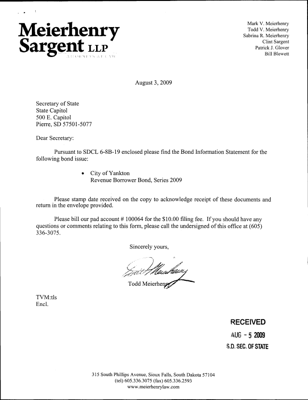 Meierhenry
Sargent LLP
Mark V. Meierhenry
Todd V. Meierhenry
Sabrina R. Meierhenry
Clint Sargent
Patrick J. Glover
Bill Blewett
August 3, 2009
Secretary of State
State Capitol
500 E. Capitol
Pierre, SD 57501-5077
Dear Secretary:
Pursuant to SDCL 6-8B-19 enclosed please find the Bond Information Statement for the
following bond issue:
• City of Yankton
Revenue Borrower Bond, Series 2009
Please stamp date received on the copy to acknowledge receipt of these documents and
return in the envelope provided.
Please bill our pad account # 100064 for the $10.00 filing fee. If you should have any
questions or comments relating to this form, please call the undersigned of this office at (605)
336-3075.
Sincerely yours,
Todd Meierhenry
TVM:tls
Encl.
RECEIVED
AUG - 5 2009
S.D. SEC. OF STATE
315 South Phillips Avenue, Sioux Falls, South Dakota 57104
(tel) 605.336.3075 (fax) 605.336.2593
www.meierhenrylaw.com